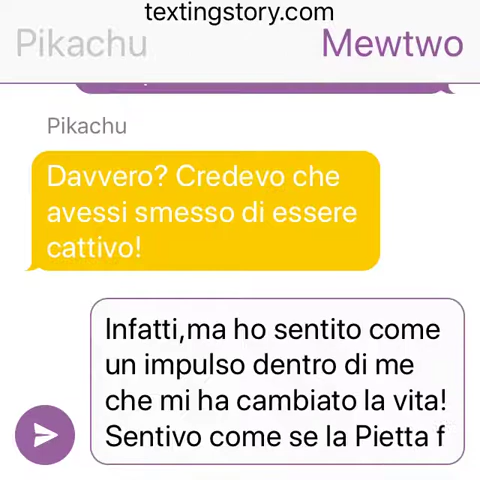 textingstory.com
Pikachu
Mewtwo
Pikachu
Davvero? Credevo che
avessi smesso di essere
cattivo!
Infatti,ma ho sentito come
un impulso dentro di me
che mi ha cambiato la vita!
Sentivo come se la Pietta f